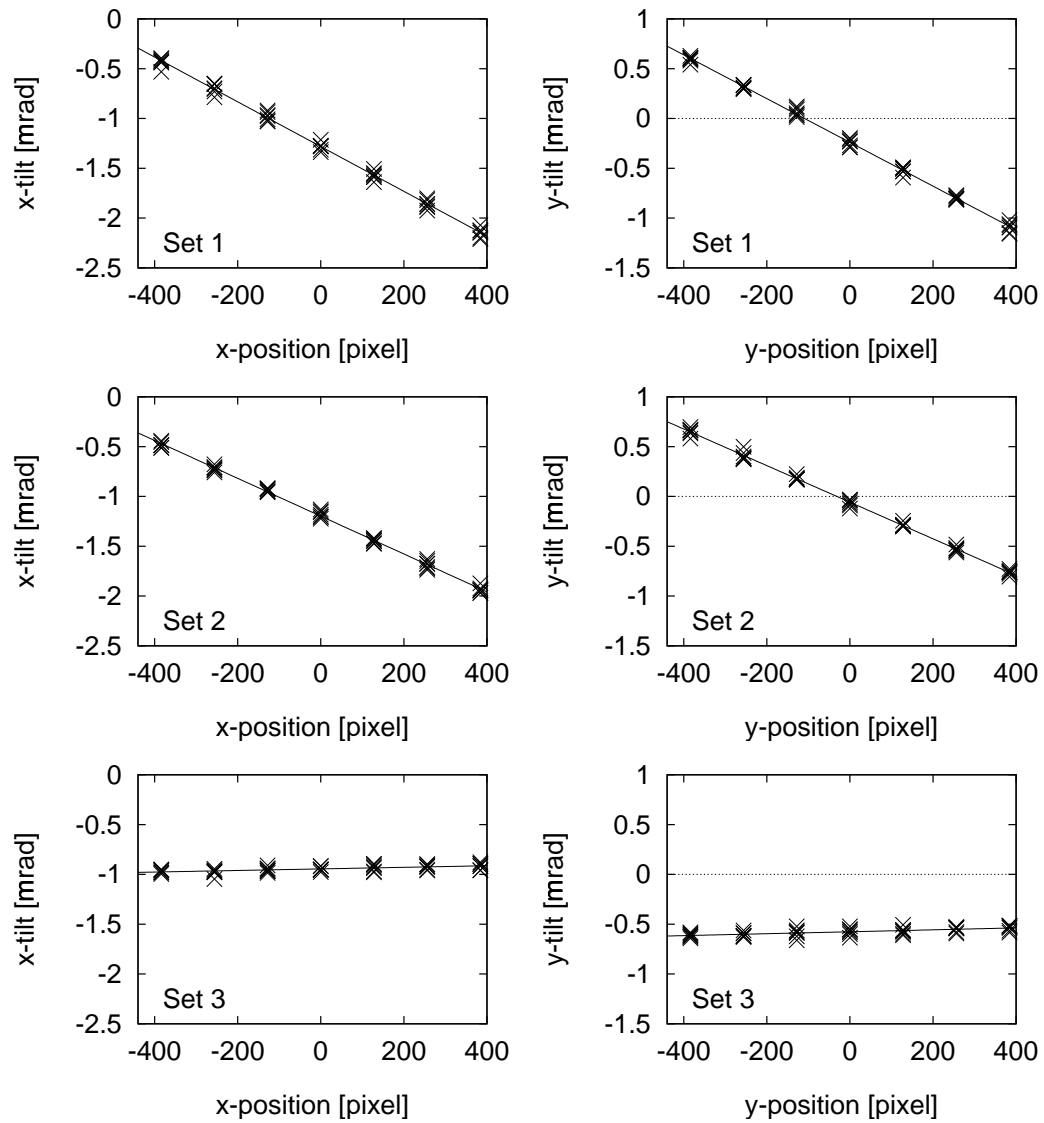 0
-0.5
-1
-1.5
-2
-2.5
x-tilt [mrad]
Set 1
-400 -200 0 200 400
x-position [pixel]
1
0.5
0
-0.5
-1
-1.5
y-tilt [mrad]
Set 1
-400 -200 0 200 400
y-position [pixel]
0
-0.5
-1
-1.5
-2
-2.5
x-tilt [mrad]
Set 2
-400 -200 0 200 400
x-position [pixel]
1
0.5
0
-0.5
-1
-1.5
y-tilt [mrad]
Set 2
-400 -200 0 200 400
y-position [pixel]
0
-0.5
-1
-1.5
-2
-2.5
x-tilt [mrad]
Set 3
-400 -200 0 200 400
x-position [pixel]
1
0.5
0
-0.5
-1
-1.5
y-tilt [mrad]
Set 3
-400 -200 0 200 400
y-position [pixel]